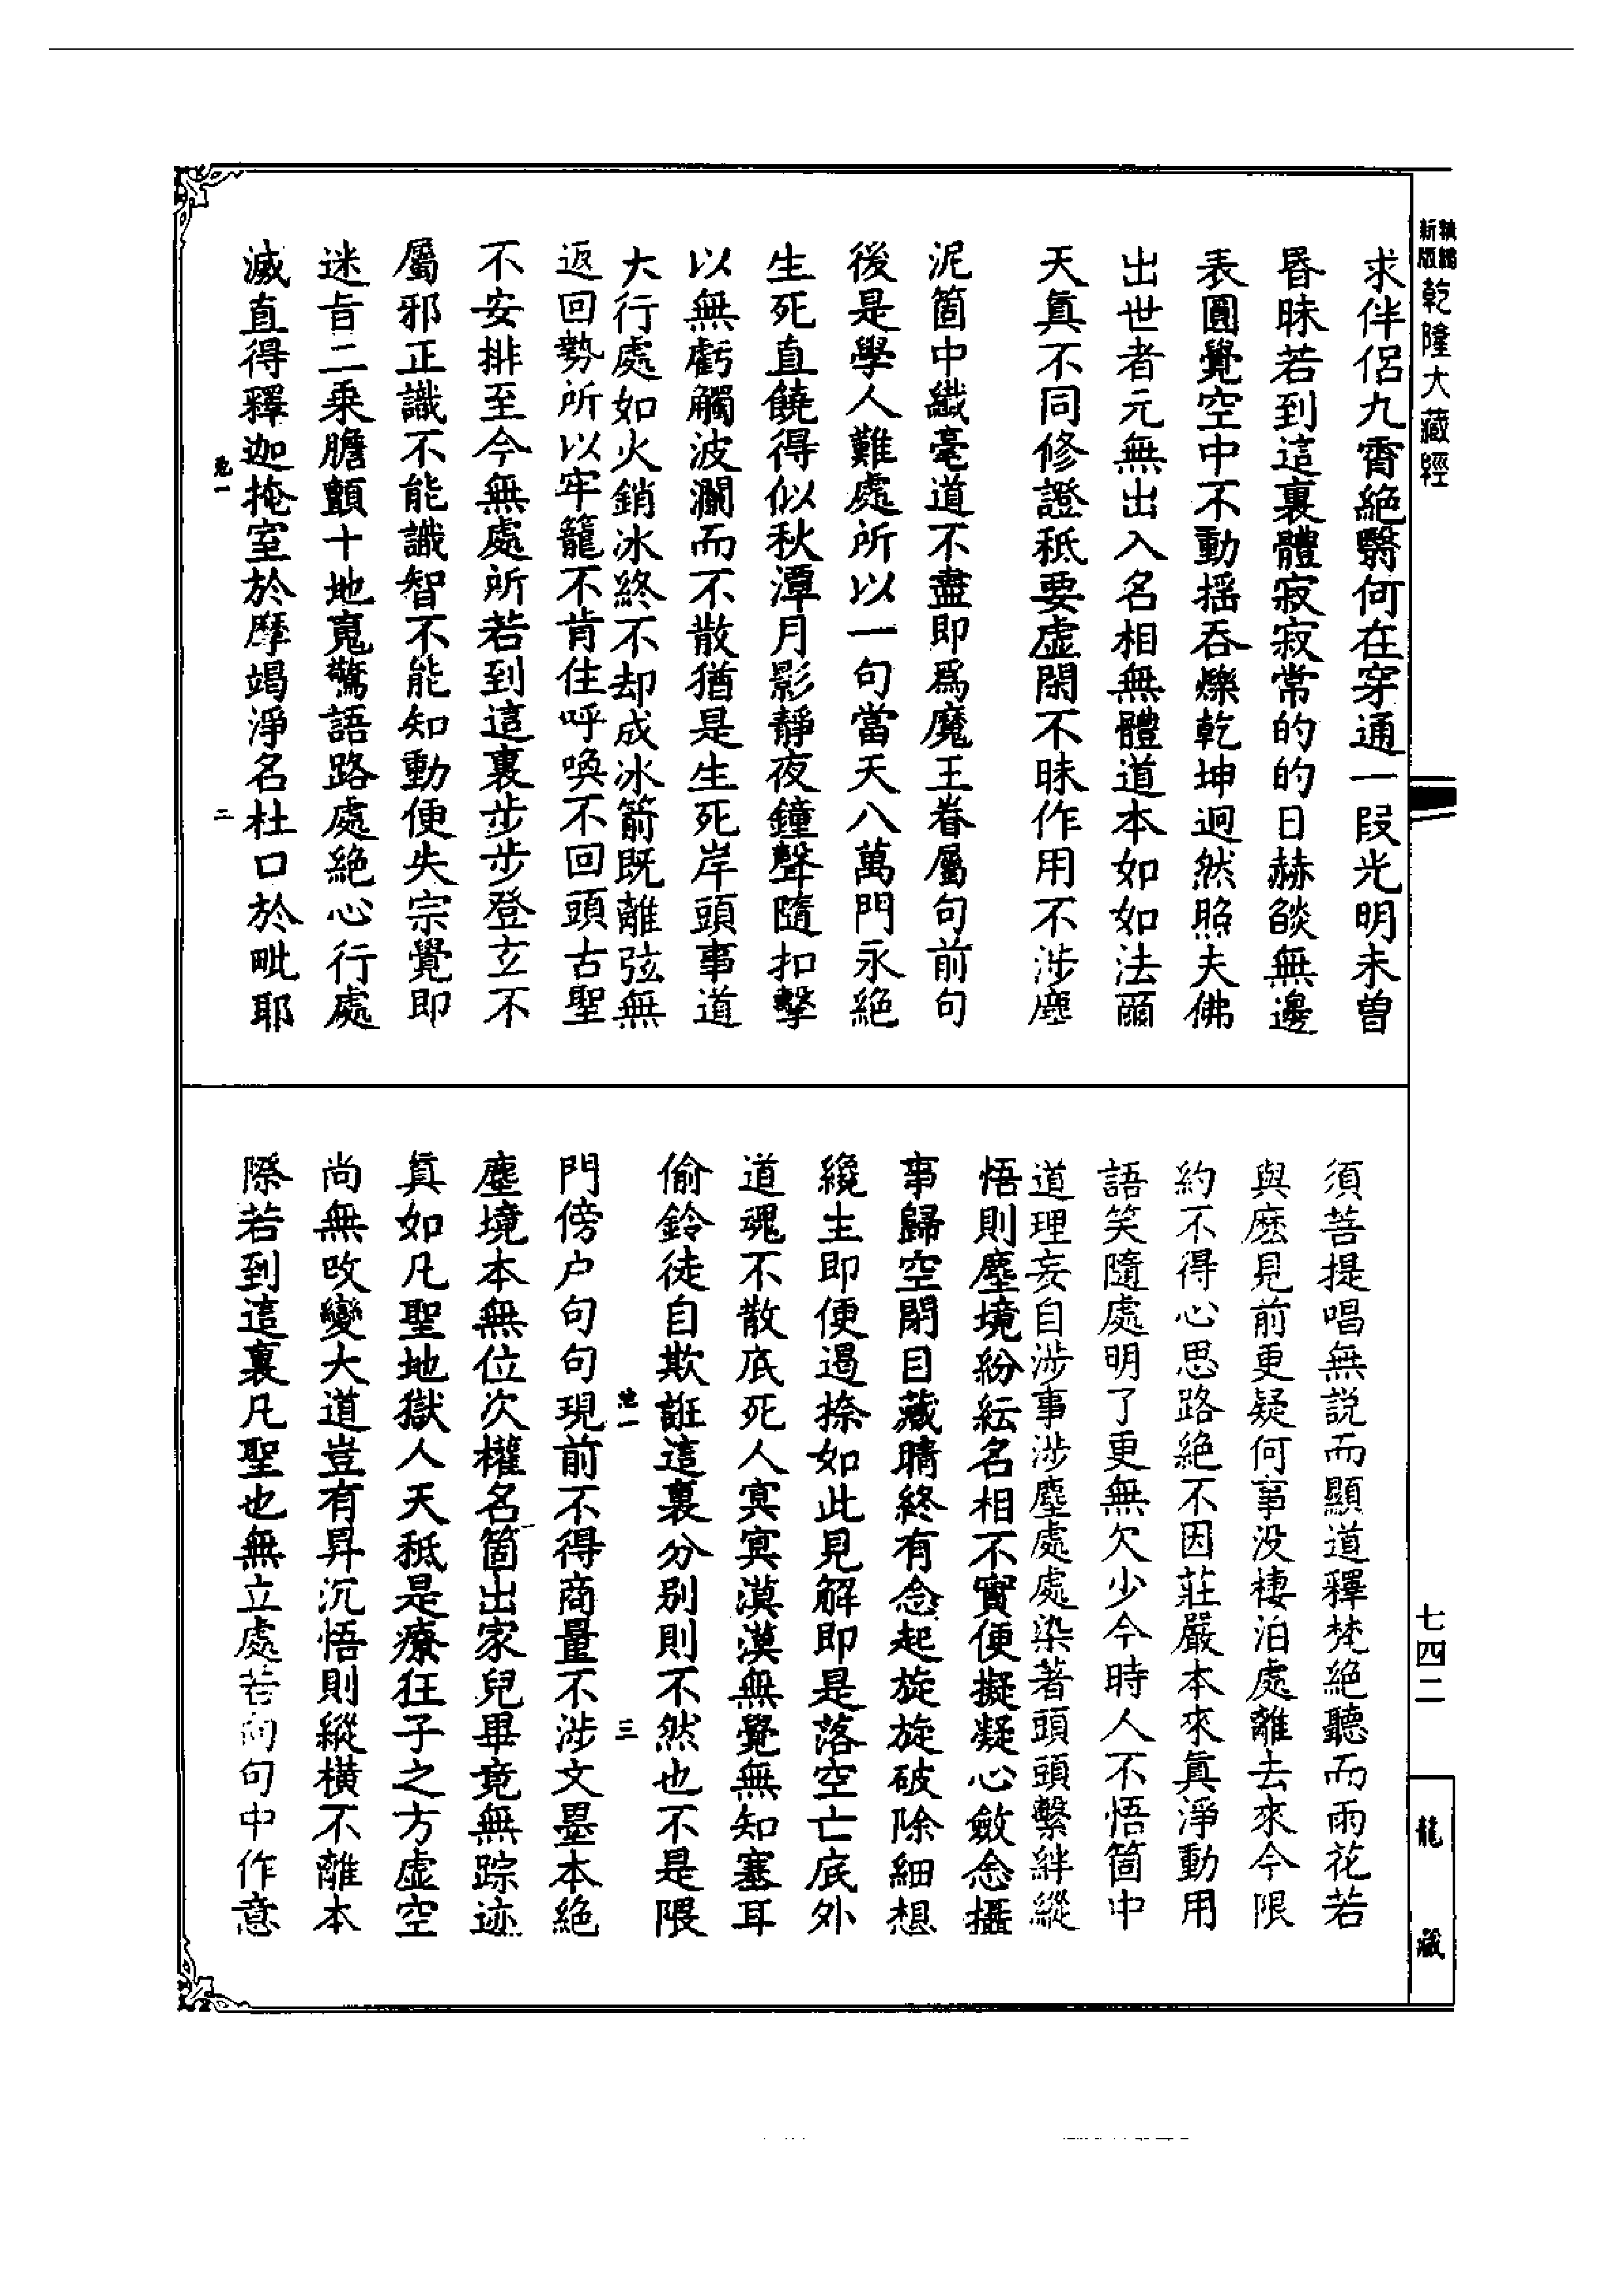 新版精縮乾隆大藏經
求伴侶九霄絕翳何在穿通一段光明未曾
昏昧若到這裏體寂寂常的的日赫燄無邊
表圓覺空中不動揺吞爍乾坤迥然照夫佛
出世者元無出入名相無體道本如如法爾
天真不同修證秖要虛閑不昧作用不涉塵
泥箇中纖毫道不盡即爲魔王眷屬句前句
後是學人難處所以一句當天八萬門永絕
生死直饒得似秋潭月影靜夜鐘聲隨扣擊
以無虧觸波瀾而不散猶是生死岸頭事道
大行處如火銷冰終不却成冰箭既離弦無
返回勢所以牢籠不肯住呼喚不回頭古聖
不安排至今無處所若到這裏步步登玄不
屬邪正識不能識智不能知動便失宗覺即
迷旨二乘膽顫十地䰟驚語路處絕心行處
滅直得釋迦掩室於摩竭淨名杜口於毗耶
二
須菩提唱無說而顯道釋梵絕聽而雨花若
與麽見前更疑何事没棲泊處離去來今限
約不得心思路絕不因莊嚴本來真淨動用
語笑隨處明了更無欠少今時人不悟箇中
道理妄自涉事涉塵處處染著頭頭繫絆縱
悟則塵境紛紜名相不實便擬凝心斂念攝
事歸空閉目藏睛終有念起旋旋破除細想
纔生即便遏捺如此見解即是落空亡底外
道魂不散底死人冥冥漠漠無覺無知塞耳
偷鈴徒自欺誑這裏分別則不然也不是隈
三
門傍户句句現前不得商量不涉文墨本絕
塵境本無位次權名箇出家兒畢竟無踪迹
真如凡聖地獄人天秖是療狂子之方虛空
尚無改變大道豈有昇沉悟則縱橫不離本
際若到這裏凡聖也無立處若向句中作意
七四二
龍藏